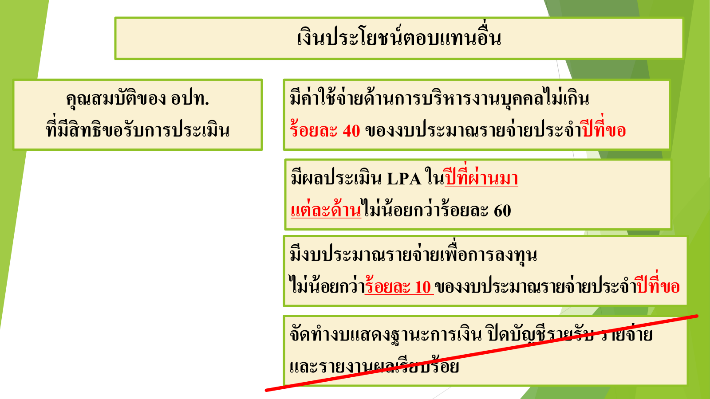 เงินประโยชน์ตอบแทนอื่น
คุณสมบัติของ อปท.
ที่มีสิทธิขอรับการประเมิน
มีค่าใช้จ่ายด้านการบริหารงานบุคคลไม่เกิน
ร้อยละ 40 ของงบประมาณรายจ่ายประจำปีที่ขอ
มีผลประเมิน LPA ในปีที่ผ่านมา
แต่ละด้านไม่น้อยกว่าร้อยละ 60
มีงบประมาณรายจ่ายเพื่อการลงทุน
ไม่น้อยกว่าร้อยละ 10 ของงบประมาณรายจ่ายประจำปีที่ขอ
จัดทำงบแสดงฐานะการเงิน ปิดบัญชีรายรับ รายจ่าย
และรายงานผลเรียบร้อย